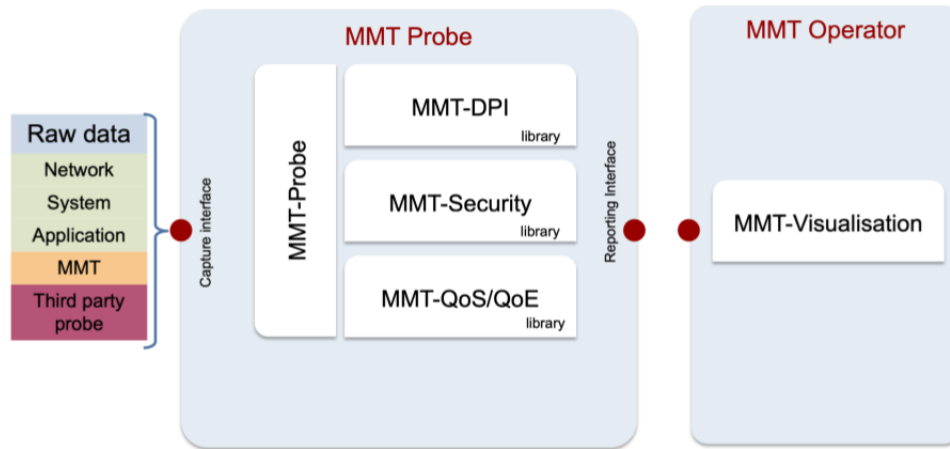 Raw data
Network
System
Application
MMT
Third party
probe
MMT Probe
Capture interface
MMT-Probe
MMT-DPI
library
MMT-Security
library
MMT-QoS/QoE
library
Reporting Interface
MMT Operator
MMT-Visualisation